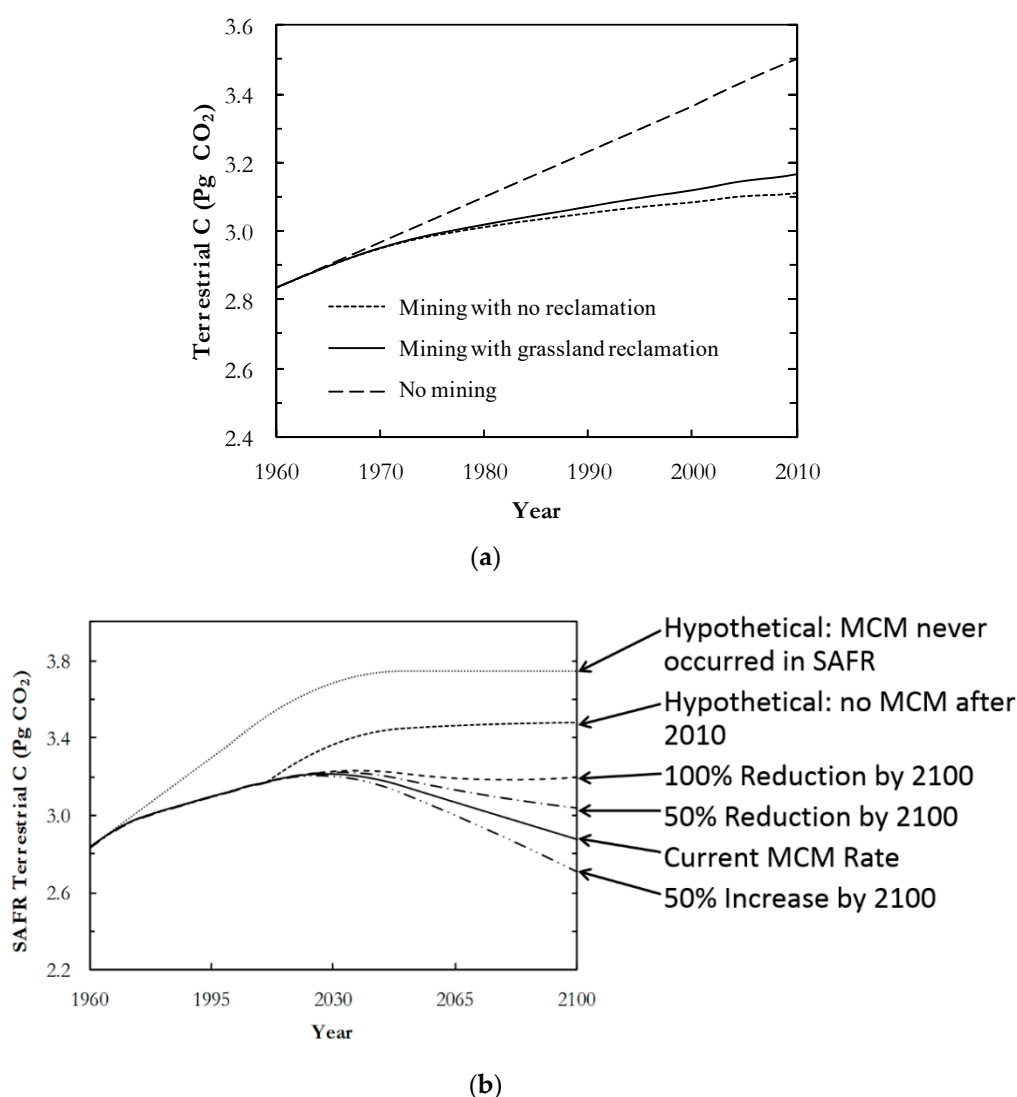 3.6
3.4
3.2
3.0
2.8
2.6
2.4
Terrestrial C (Pg CO₂)
Mining with no reclamation
Mining with grassland reclamation
No mining
1960 1970 1980 1990 2000 2010
Year
(a)
3.8
3.4
3.0
2.6
2.2
SAFR Terrestrial C (Pg CO₂)
Hypothetical: MCM never
occurred in SAFR
Hypothetical: no MCM after
2010
100% Reduction by 2100
50% Reduction by 2100
Current MCM Rate
50% Increase by 2100
1960 1995 2030 2065 2100
Year
(b)